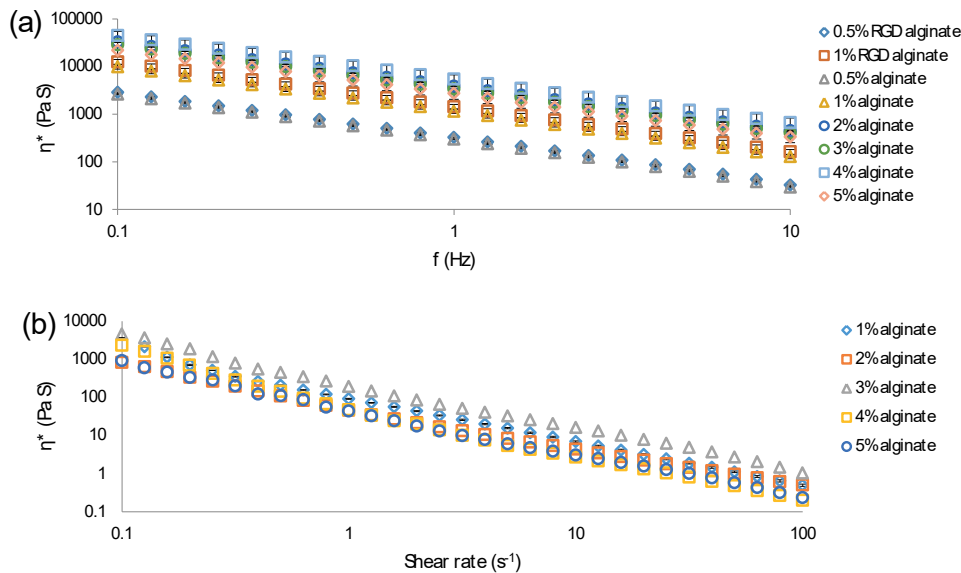 (a)
η* (Pa S)
100000
10000
1000
100
10
0.1 1 10
f (Hz)
0.5% RGD alginate
1% RGD alginate
0.5% alginate
1% alginate
2% alginate
3% alginate
4% alginate
5% alginate
(b)
η* (Pa S)
10000
1000
100
10
1
0.1
0.1 1 10 100
Shear rate (s⁻¹)
1% alginate
2% alginate
3% alginate
4% alginate
5% alginate